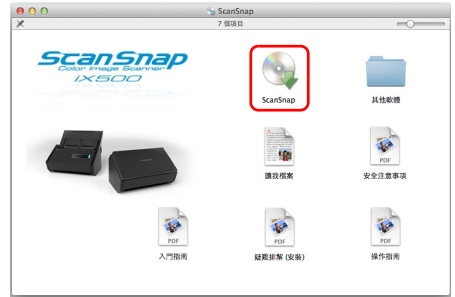 ScanSnap
7 個項目
ScanSnap
Color Image Scanner
iX500
ScanSnap
其他軟體
讀我檔案
PDF
安全注意事項
PDF
入門指南
PDF
疑難排解 (安裝)
PDF
操作指南